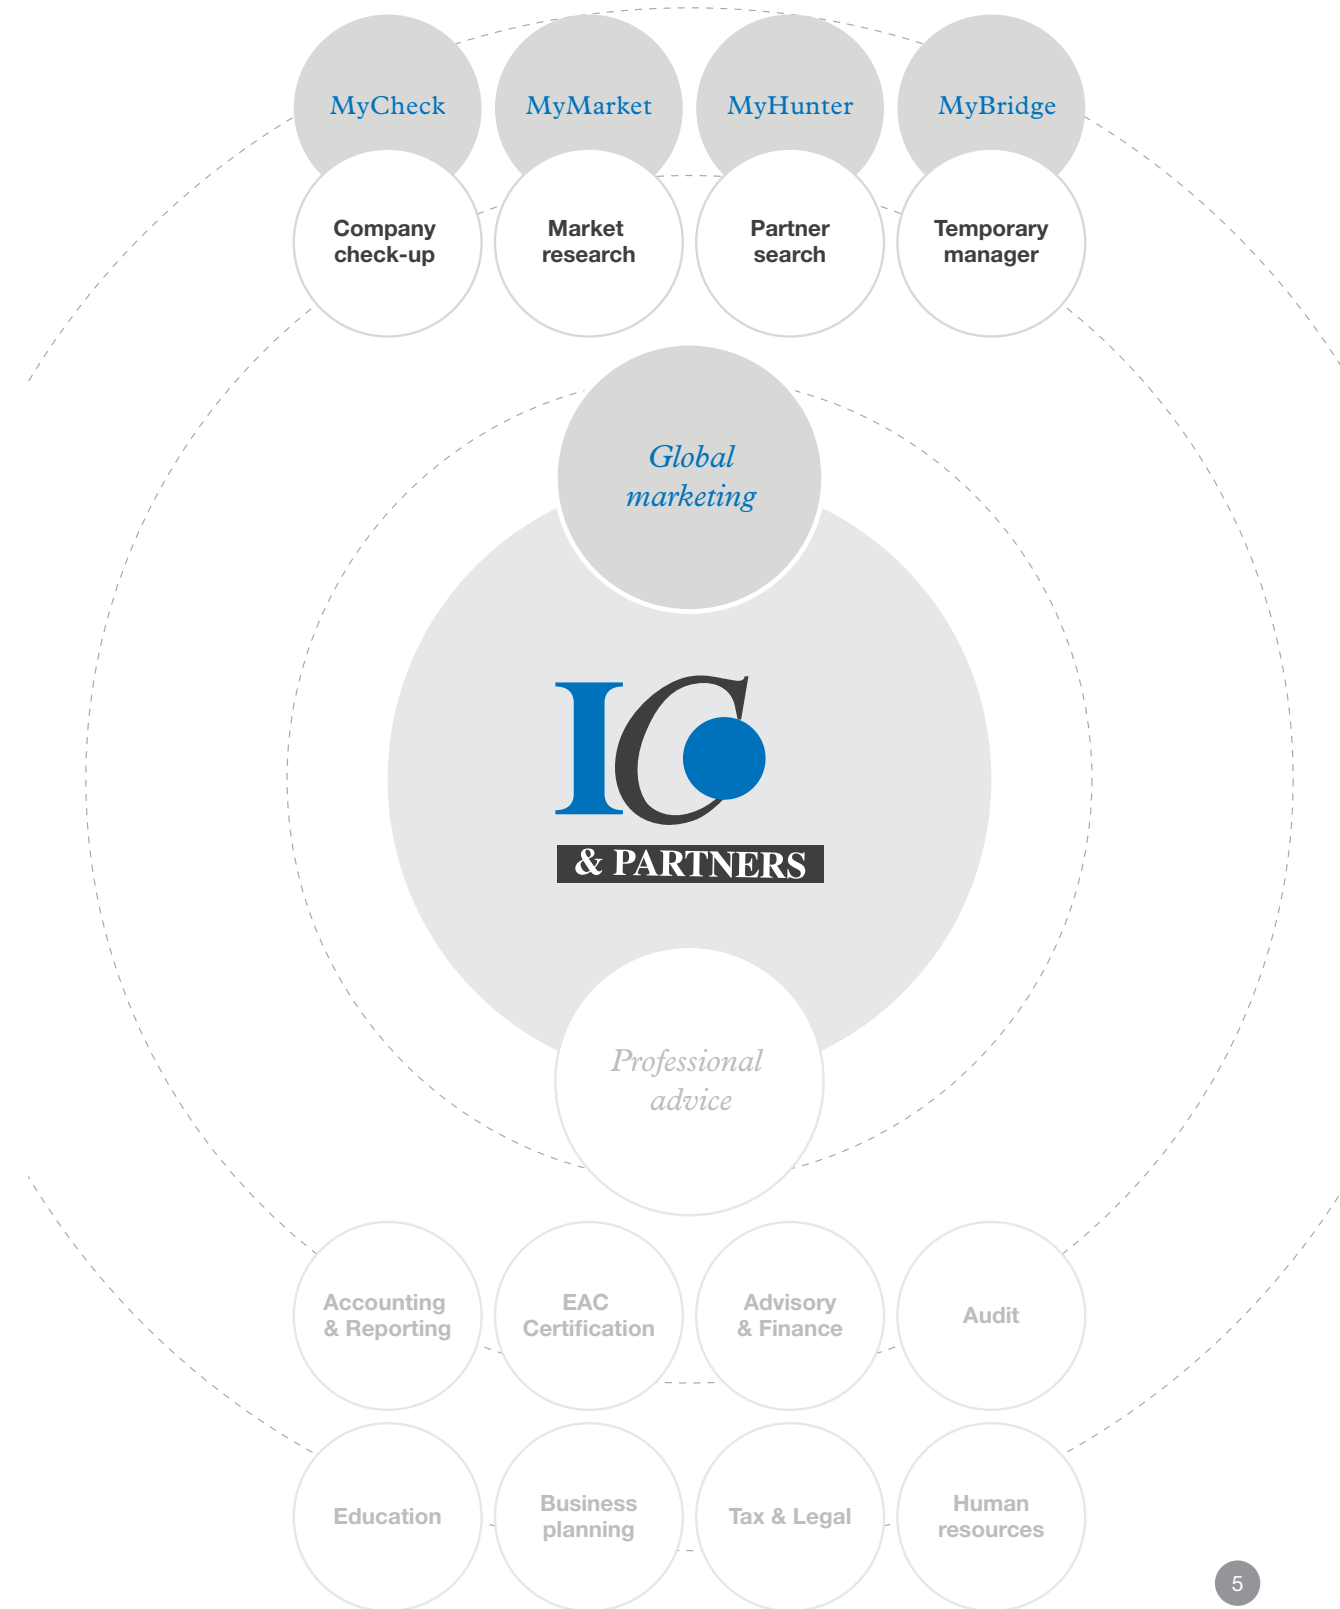 MyCheck
MyMarket
MyHunter
MyBridge
Company
check-up
Market
research
Partner
search
Temporary
manager
Global
marketing
IC
& PARTNERS
Professional
advice
Accounting
& Reporting
EAC
Certification
Advisory
& Finance
Audit
Education
Business
planning
Tax & Legal
Human
resources
5